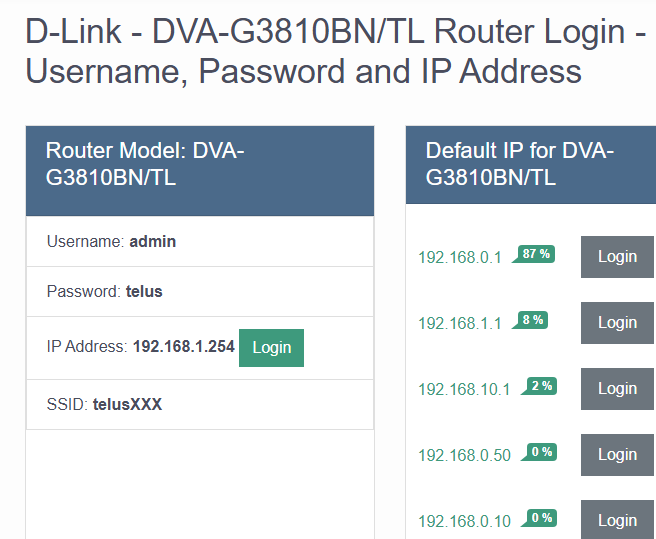 D-Link - DVA-G3810BN/TL Router Login -
Username, Password and IP Address
Router Model: DVA-
G3810BN/TL
Username: admin
Password: telus
IP Address: 192.168.1.254 Login
SSID: telusXXX
Default IP for DVA-
G3810BN/TL
192.168.0.1 87 % Login
192.168.1.1 8 % Login
192.168.10.1 2 % Login
192.168.0.50 0 % Login
192.168.0.10 0 % Login